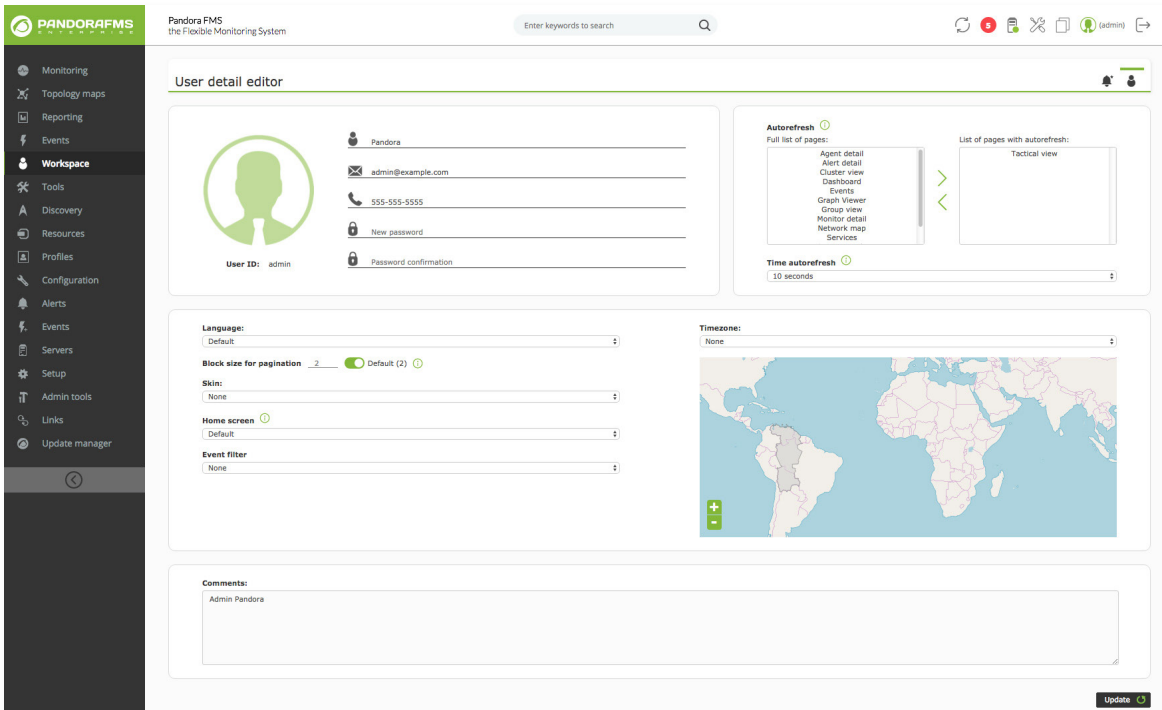 PANDORAFMS
ENTERPRISE
Pandora FMS
the Flexible Monitoring System
Enter keywords to search
5
(admin)
Monitoring
Topology maps
Reporting
Events
Workspace
Tools
Discovery
Resources
Profiles
Configuration
Alerts
Events
Servers
Setup
Admin tools
Links
Update manager
User detail editor
Pandora
admin@example.com
555-555-5555
New password
Password confirmation
User ID: admin
Autorefresh
Full list of pages:
Agent detail
Alert detail
Cluster view
Dashboard
Events
Graph Viewer
Group view
Monitor detail
Network map
Services
List of pages with autorefresh:
Tactical view
Time autorefresh
10 seconds
Language:
Default
Block size for pagination 2 Default (2)
Skin:
None
Home screen
Default
Event filter
None
Timezone:
None
+
-
Comments:
Admin Pandora
Update